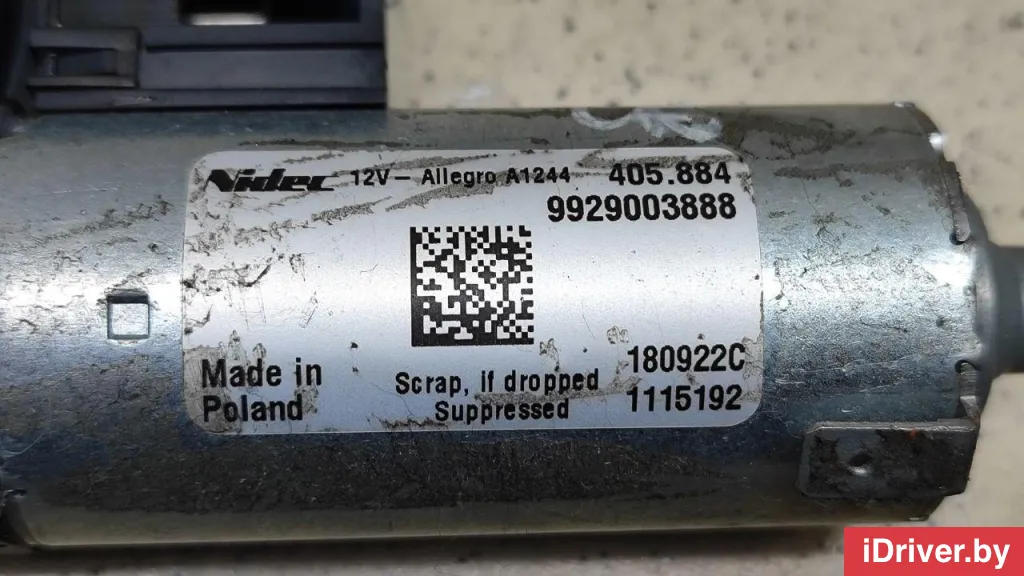 Nidec 12V- Allegro A1244 405.884
9929003888
Made in
Poland
Scrap, if dropped
Suppressed
180922C
1115192
iDriver.by